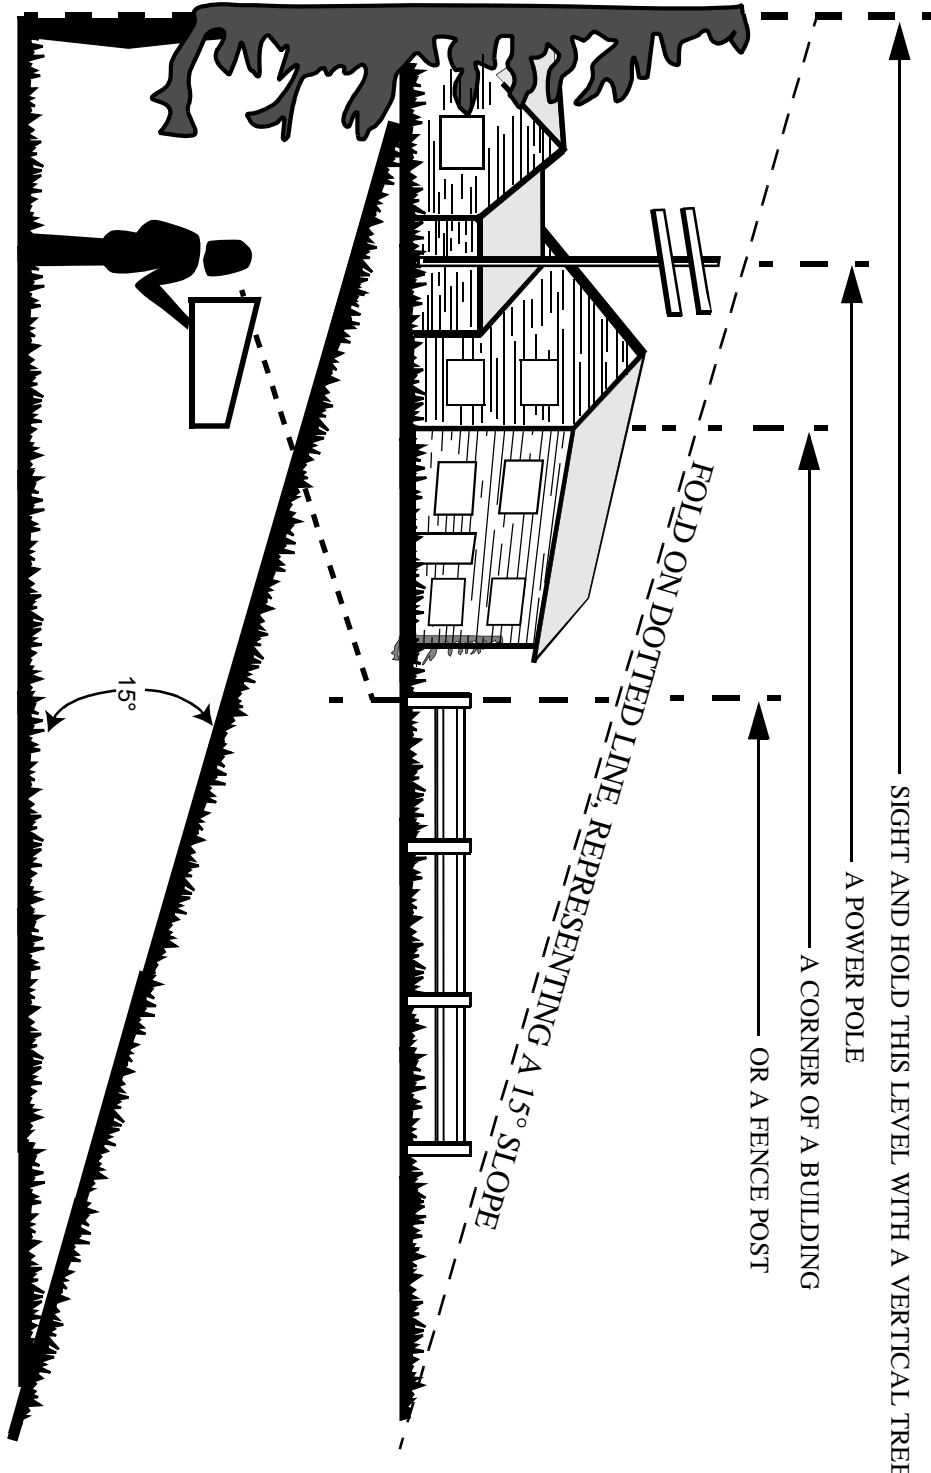 SIGHT AND HOLD THIS LEVEL WITH A VERTICAL TREE
A POWER POLE
A CORNER OF A BUILDING
OR A FENCE POST
FOLD ON DOTTED LINE, REPRESENTING A 15° SLOPE
15°